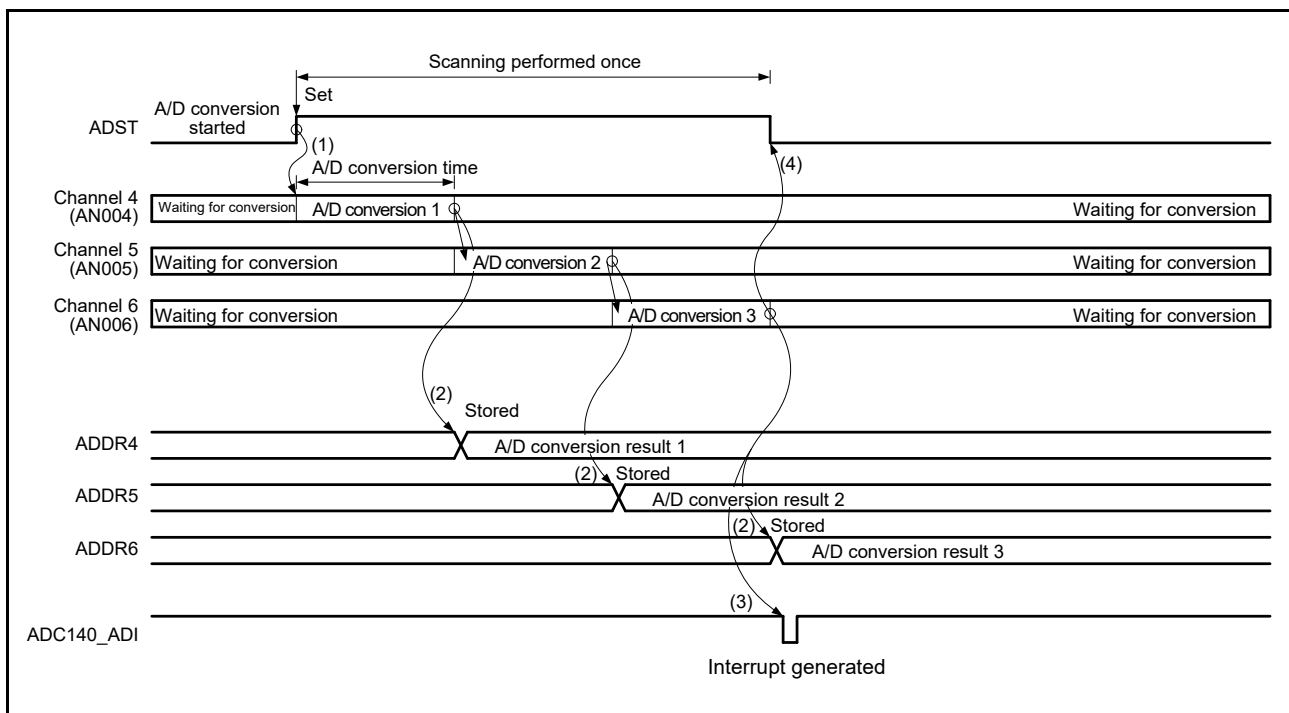 Scanning performed once
Set
A/D conversion
started
ADST
(1)
(4)
A/D conversion time
Channel 4
(AN004)
Waiting for conversion
A/D conversion 1
Waiting for conversion
Channel 5
(AN005)
Waiting for conversion
A/D conversion 2
Waiting for conversion
Channel 6
(AN006)
Waiting for conversion
A/D conversion 3
Waiting for conversion
(2)
Stored
ADDR4
A/D conversion result 1
(2)
Stored
ADDR5
A/D conversion result 2
(2)
Stored
ADDR6
A/D conversion result 3
(3)
ADC140_ADI
Interrupt generated